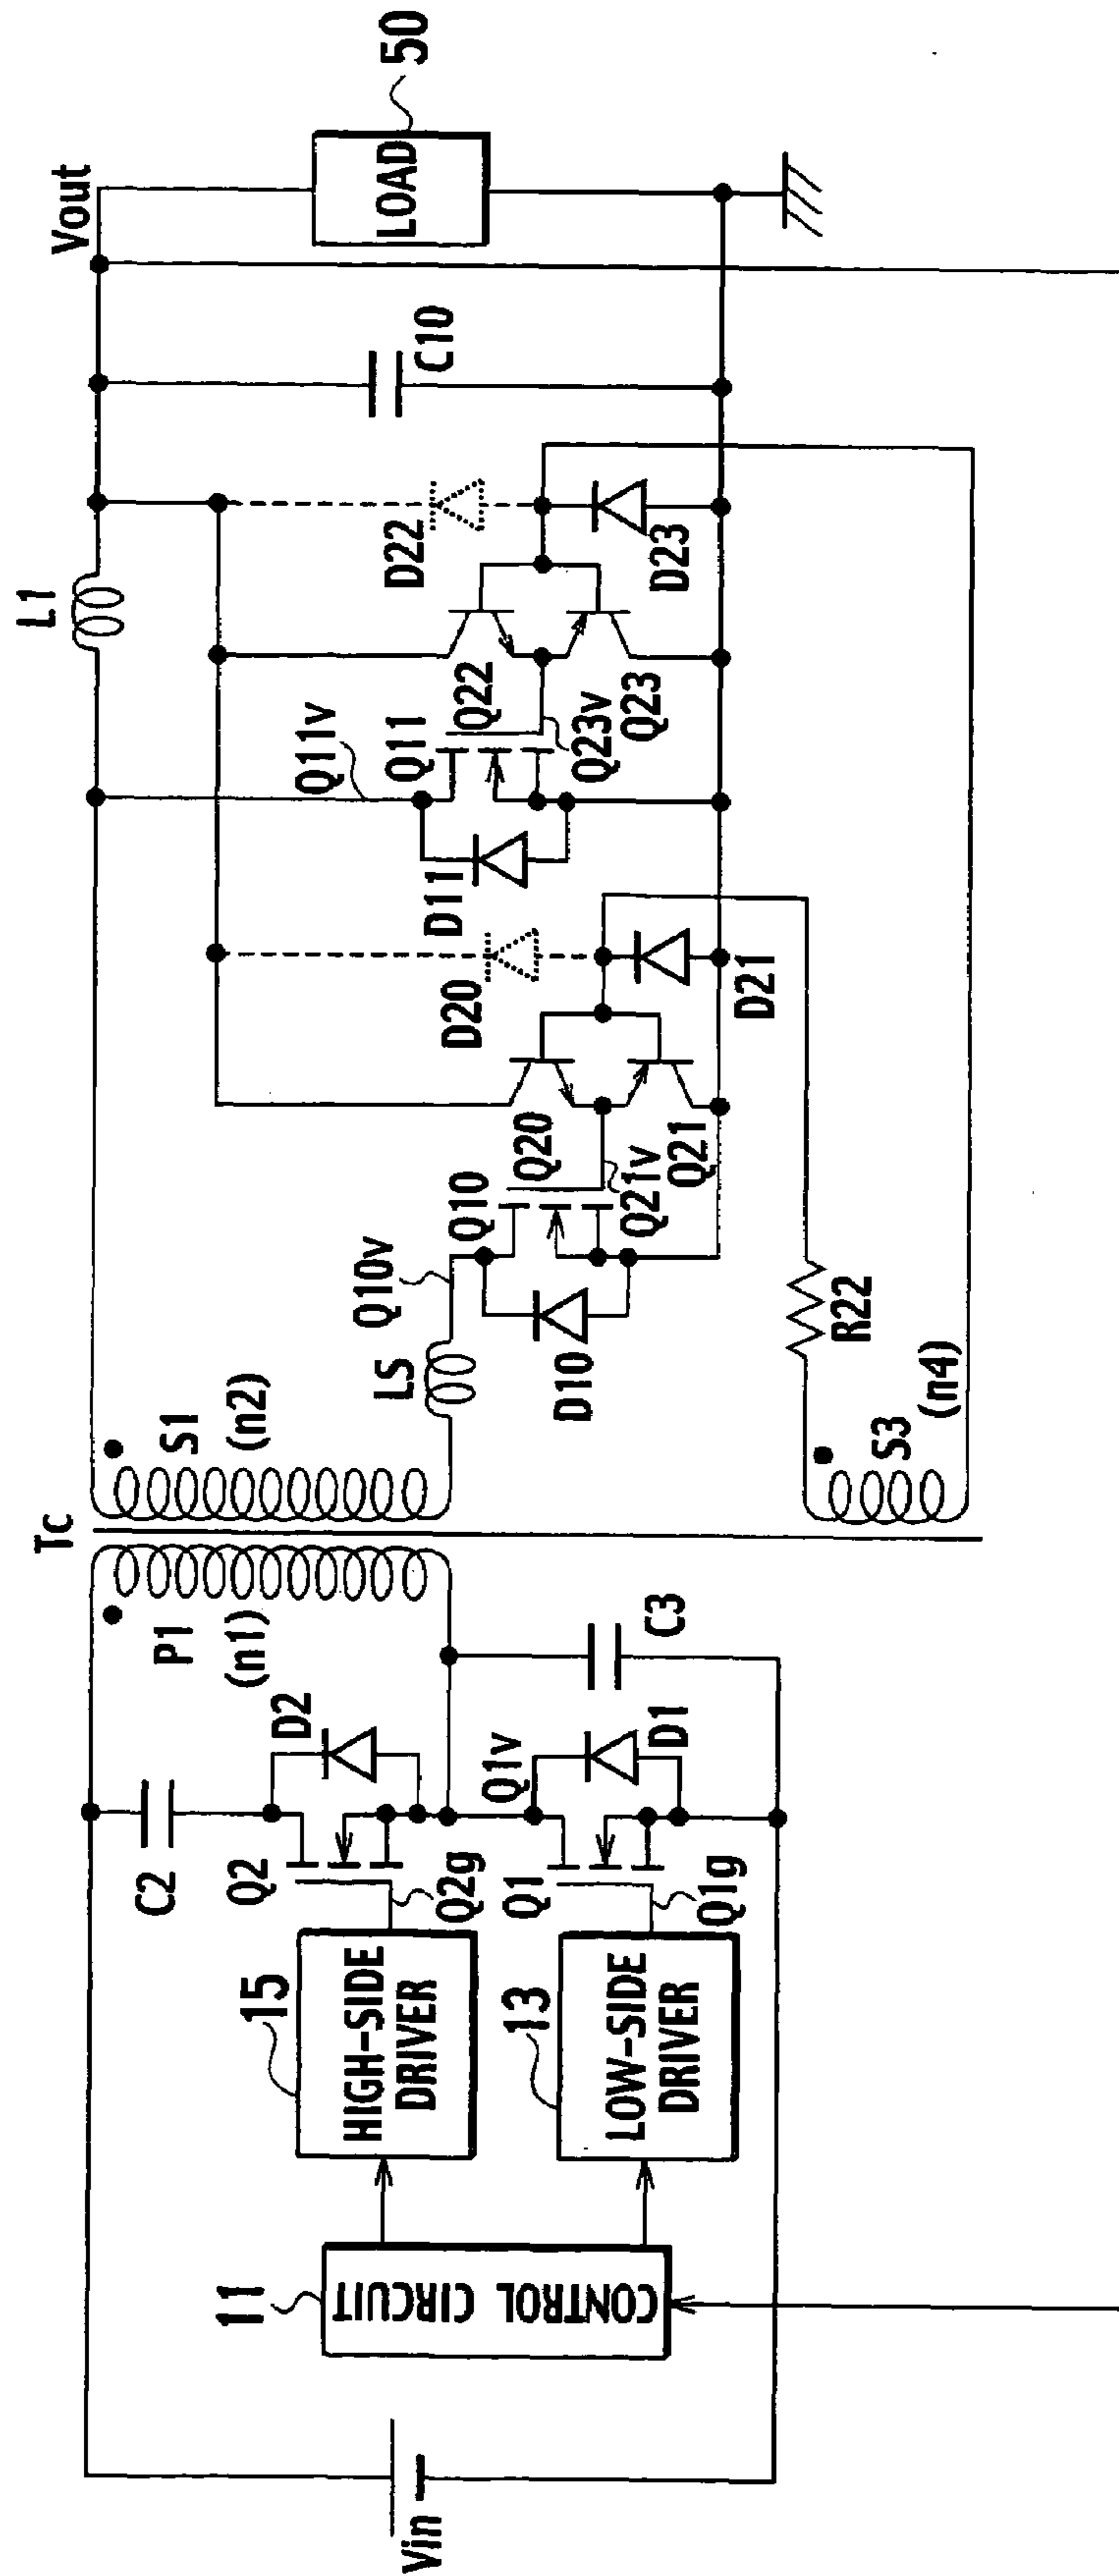 Vin
11
CONTROL CIRCUIT
15
HIGH-SIDE
DRIVER
13
LOW-SIDE
DRIVER
C2
Q2
Q2g
D2
Q1
Q1g
Q1v
D1
C3
P1
(n1)
Tc
S1
(n2)
S3
(n4)
LS
R22
Q10v
D10
Q10
Q20
Q21v
Q21
D20
D21
D11
Q11v
Q11
Q22
Q23v
Q23
D22
D23
L1
C10
Vout
LOAD
50